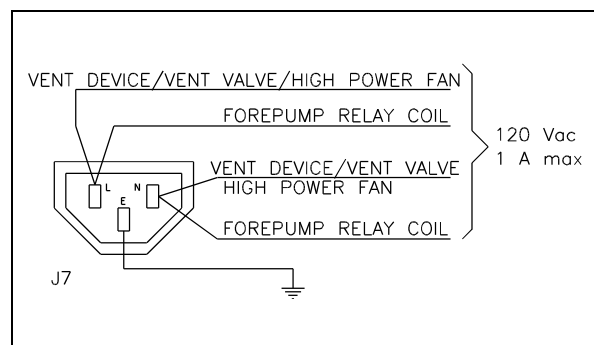 VENT DEVICE/VENT VALVE/HIGH POWER FAN
FOREPUMP RELAY COIL
120 Vac
1 A max
L
N
E
VENT DEVICE/VENT VALVE
HIGH POWER FAN
FOREPUMP RELAY COIL
J7